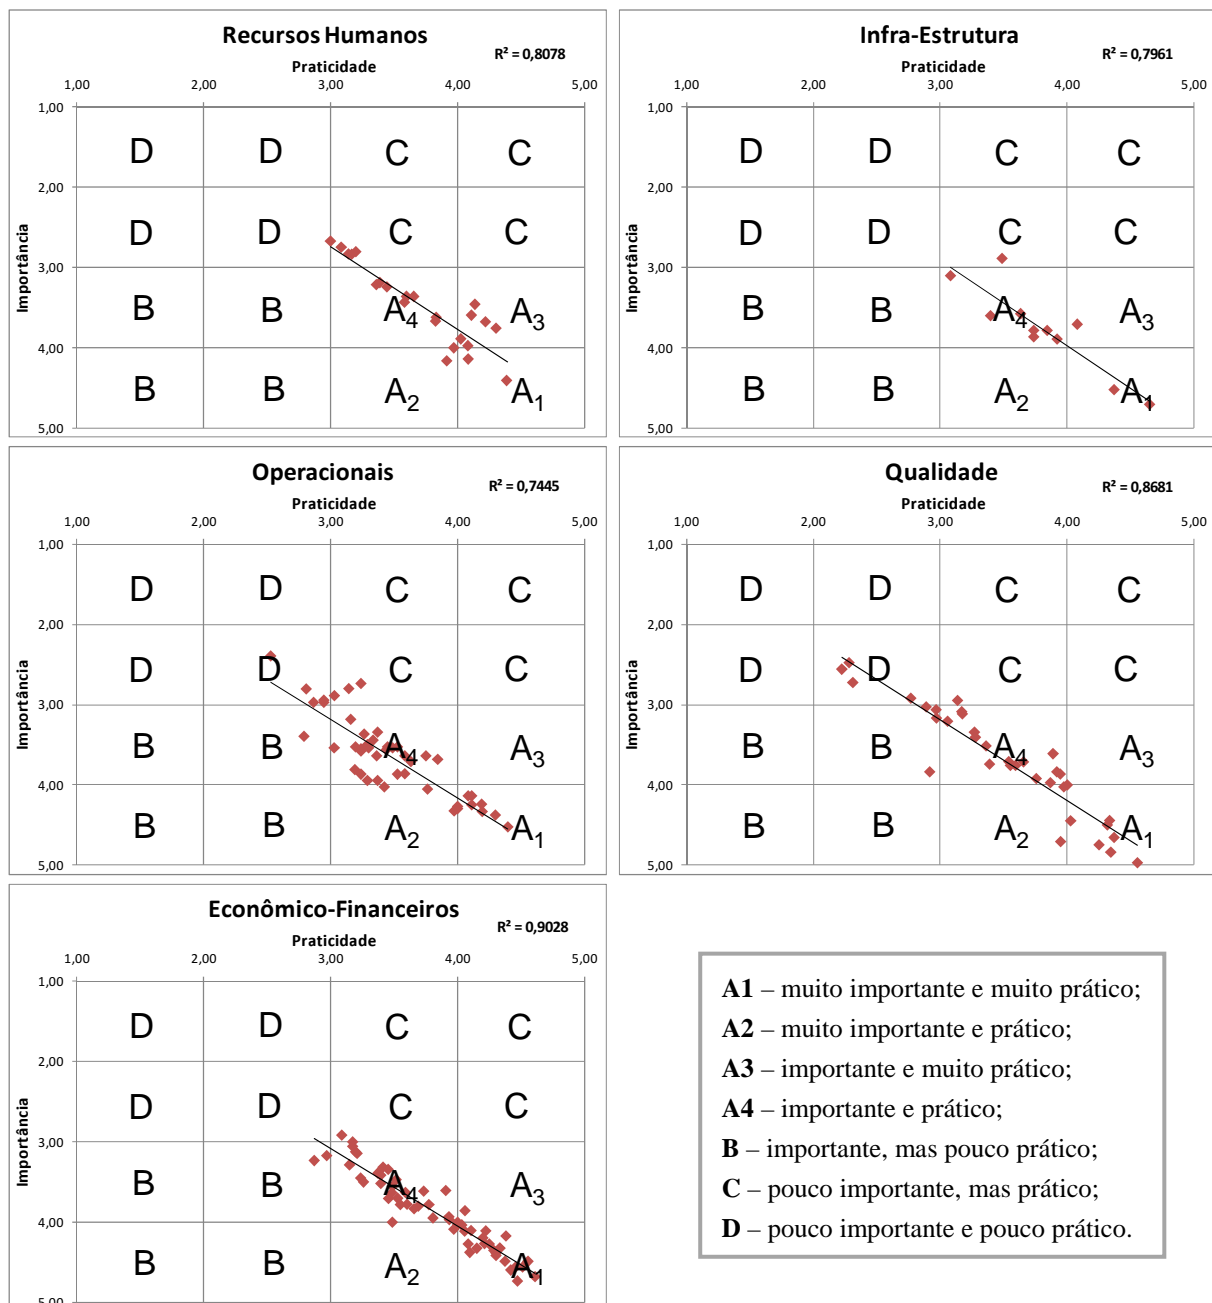 Recursos Humanos
R² = 0,8078
Praticidade
1,00 2,00 3,00 4,00 5,00
Importância
1,00
D D C C
2,00
D D C C
3,00
B B A4 A3
4,00
B B A2 A1
5,00
Infra-Estrutura
R² = 0,7961
Praticidade
1,00 2,00 3,00 4,00 5,00
Importância
1,00
D D C C
2,00
D D C C
3,00
B B A4 A3
4,00
B B A2 A1
5,00
Operacionais
R² = 0,7445
Praticidade
1,00 2,00 3,00 4,00 5,00
Importância
1,00
D D C C
2,00
D D C C
3,00
B B A4 A3
4,00
B B A2 A1
5,00
Qualidade
R² = 0,8681
Praticidade
1,00 2,00 3,00 4,00 5,00
Importância
1,00
D D C C
2,00
D D C C
3,00
B B A4 A3
4,00
B B A2 A1
5,00
Econômico-Financeiros
R² = 0,9028
Praticidade
1,00 2,00 3,00 4,00 5,00
Importância
1,00
D D C C
2,00
D D C C
3,00
B B A4 A3
4,00
B B A2 A1
5,00
A1 – muito importante e muito prático;
A2 – muito importante e prático;
A3 – importante e muito prático;
A4 – importante e prático;
B – importante, mas pouco prático;
C – pouco importante, mas prático;
D – pouco importante e pouco prático.